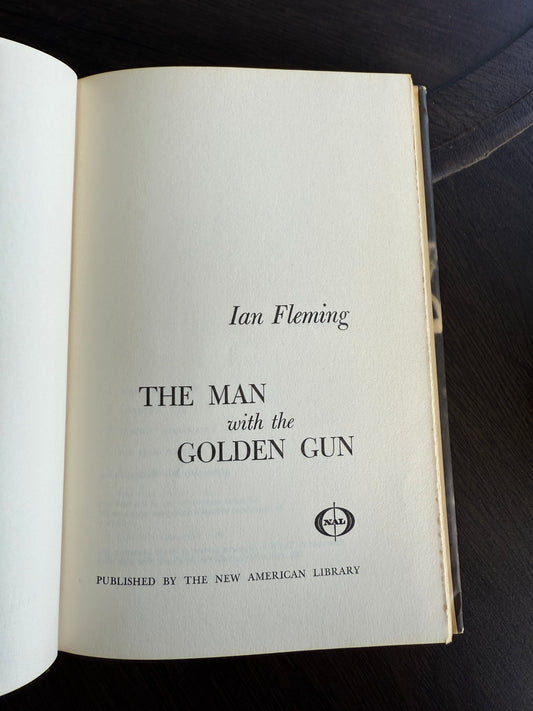 Ian Fleming
THE MAN
with the
GOLDEN GUN
NAL
PUBLISHED BY THE NEW AMERICAN LIBRARY